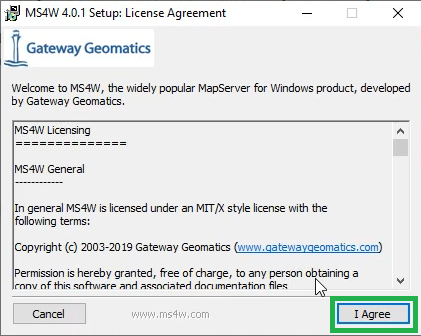 MS4W 4.0.1 Setup: License Agreement
Gateway Geomatics
Welcome to MS4W, the widely popular MapServer for Windows product, developed
by Gateway Geomatics.
MS4W Licensing
==============
MS4W General
------------
In general MS4W is licensed under an MIT/X style license with the
following terms:
Copyright (c) 2003-2019 Gateway Geomatics (www.gatewaygeomatics.com)
Permission is hereby granted, free of charge, to any person obtaining a
copy of this software and associated documentation files
Cancel
www.ms4w.com
I Agree